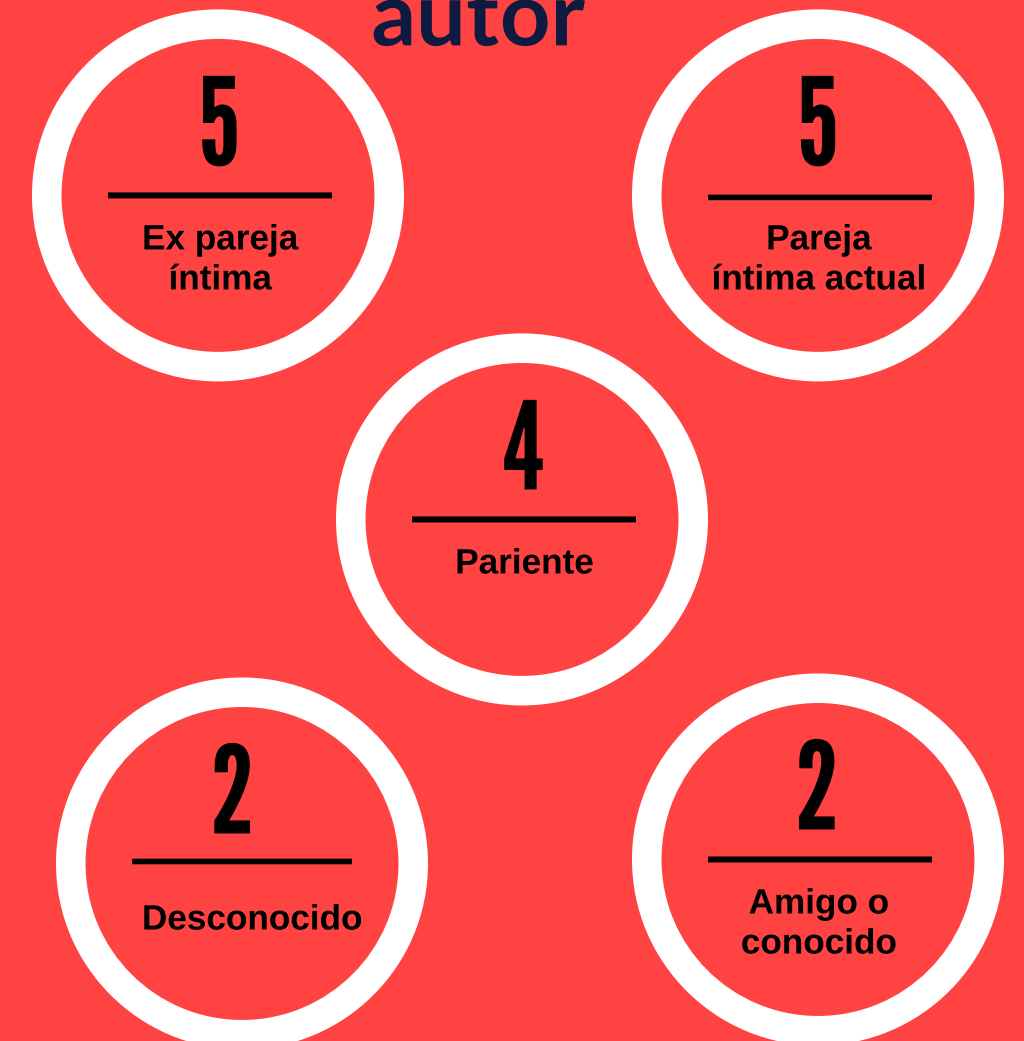 autor
5
Ex pareja
íntima
5
Pareja
íntima actual
4
Pariente
2
Desconocido
2
Amigo o
conocido